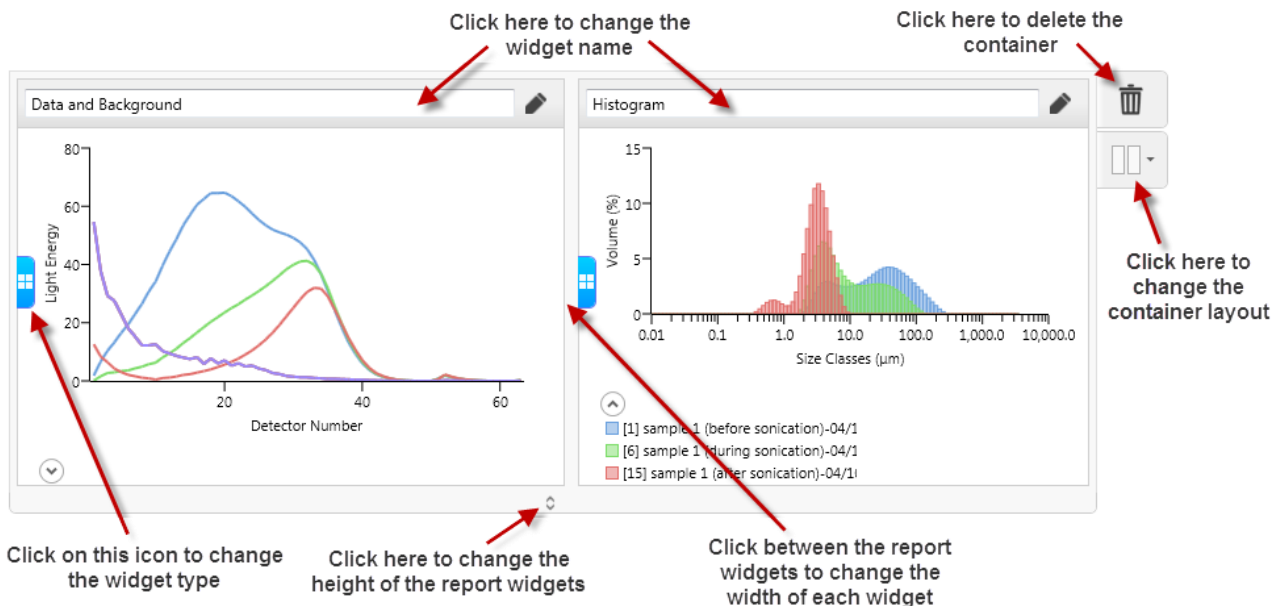 Click here to change the
widget name
Click here to delete the
container
Data and Background
Histogram
80
60
40
20
0
Light Energy
20
40
60
Detector Number
15
10
5
0
Volume (%)
0.01
0.1
1.0
10.0
100.0
1,000.0
10,000.0
Size Classes (µm)
[1] sample 1 (before sonication)-04/1
[6] sample 1 (during sonication)-04/1
[15] sample 1 (after sonication)-04/1
Click here to
change the
container layout
Click on this icon to change
the widget type
Click here to change the
height of the report widgets
Click between the report
widgets to change the
width of each widget